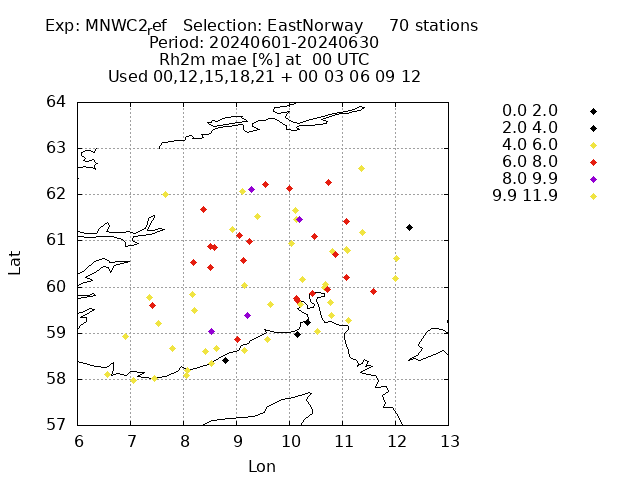 Exp: MNWC2ref   Selection: EastNorway     70 stations
Period: 20240601-20240630
Rh2m mae [%] at  00 UTC
Used 00,12,15,18,21 + 00 03 06 09 12
0.0 2.0
2.0 4.0
4.0 6.0
6.0 8.0
8.0 9.9
9.9 11.9
64
63
62
61
60
59
58
57
Lat
6 7 8 9 10 11 12 13
Lon